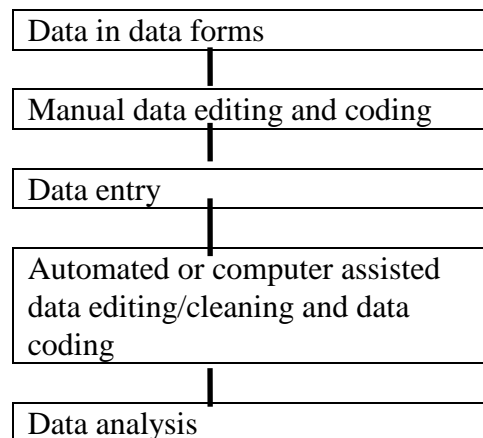 Data in data forms
Manual data editing and coding
Data entry
Automated or computer assisted
data editing/cleaning and data
coding
Data analysis